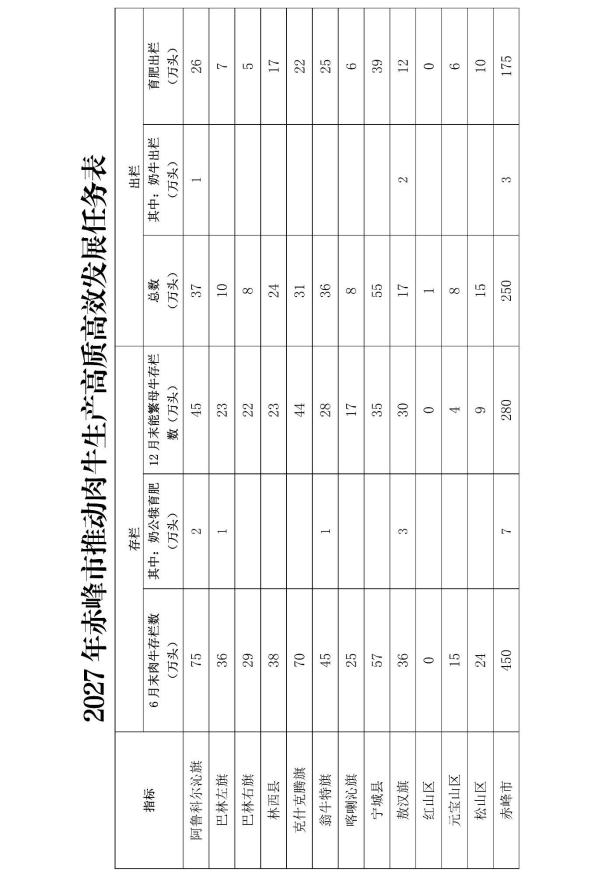 2027年赤峰市推动肉牛生产高质高效发展任务表
指标 存栏 出栏
6月末肉牛存栏数（万头） 其中：奶公犊育肥（万头） 12月末能繁母牛存栏数（万头） 总数（万头） 其中：奶牛出栏（万头） 育肥出栏（万头）
阿鲁科尔沁旗 75 2 45 37 1 26
巴林左旗 36 1 23 10 7
巴林右旗 29 22 8 5
林西县 38 23 24 17
克什克腾旗 70 44 31 22
翁牛特旗 45 1 28 36 25
喀喇沁旗 25 17 8 6
宁城县 57 35 55 39
敖汉旗 36 3 30 17 2 12
红山区 0 0 1 0
元宝山区 15 4 8 6
松山区 24 9 15 10
赤峰市 450 7 280 250 3 175